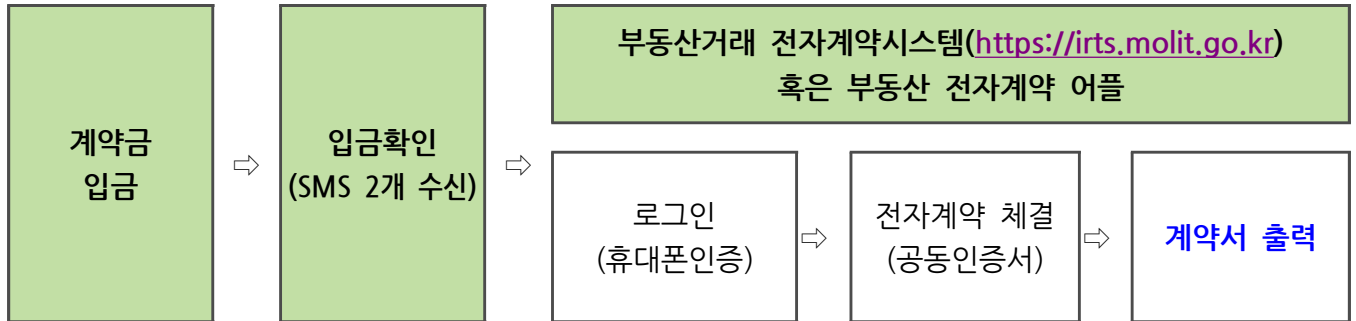 계약금
입금
⇨
입금확인
(SMS 2개 수신)
⇨
부동산거래 전자계약시스템(https://irts.molit.go.kr)
혹은 부동산 전자계약 어플
로그인
(휴대폰인증)
⇨
전자계약 체결
(공동인증서)
⇨
계약서 출력